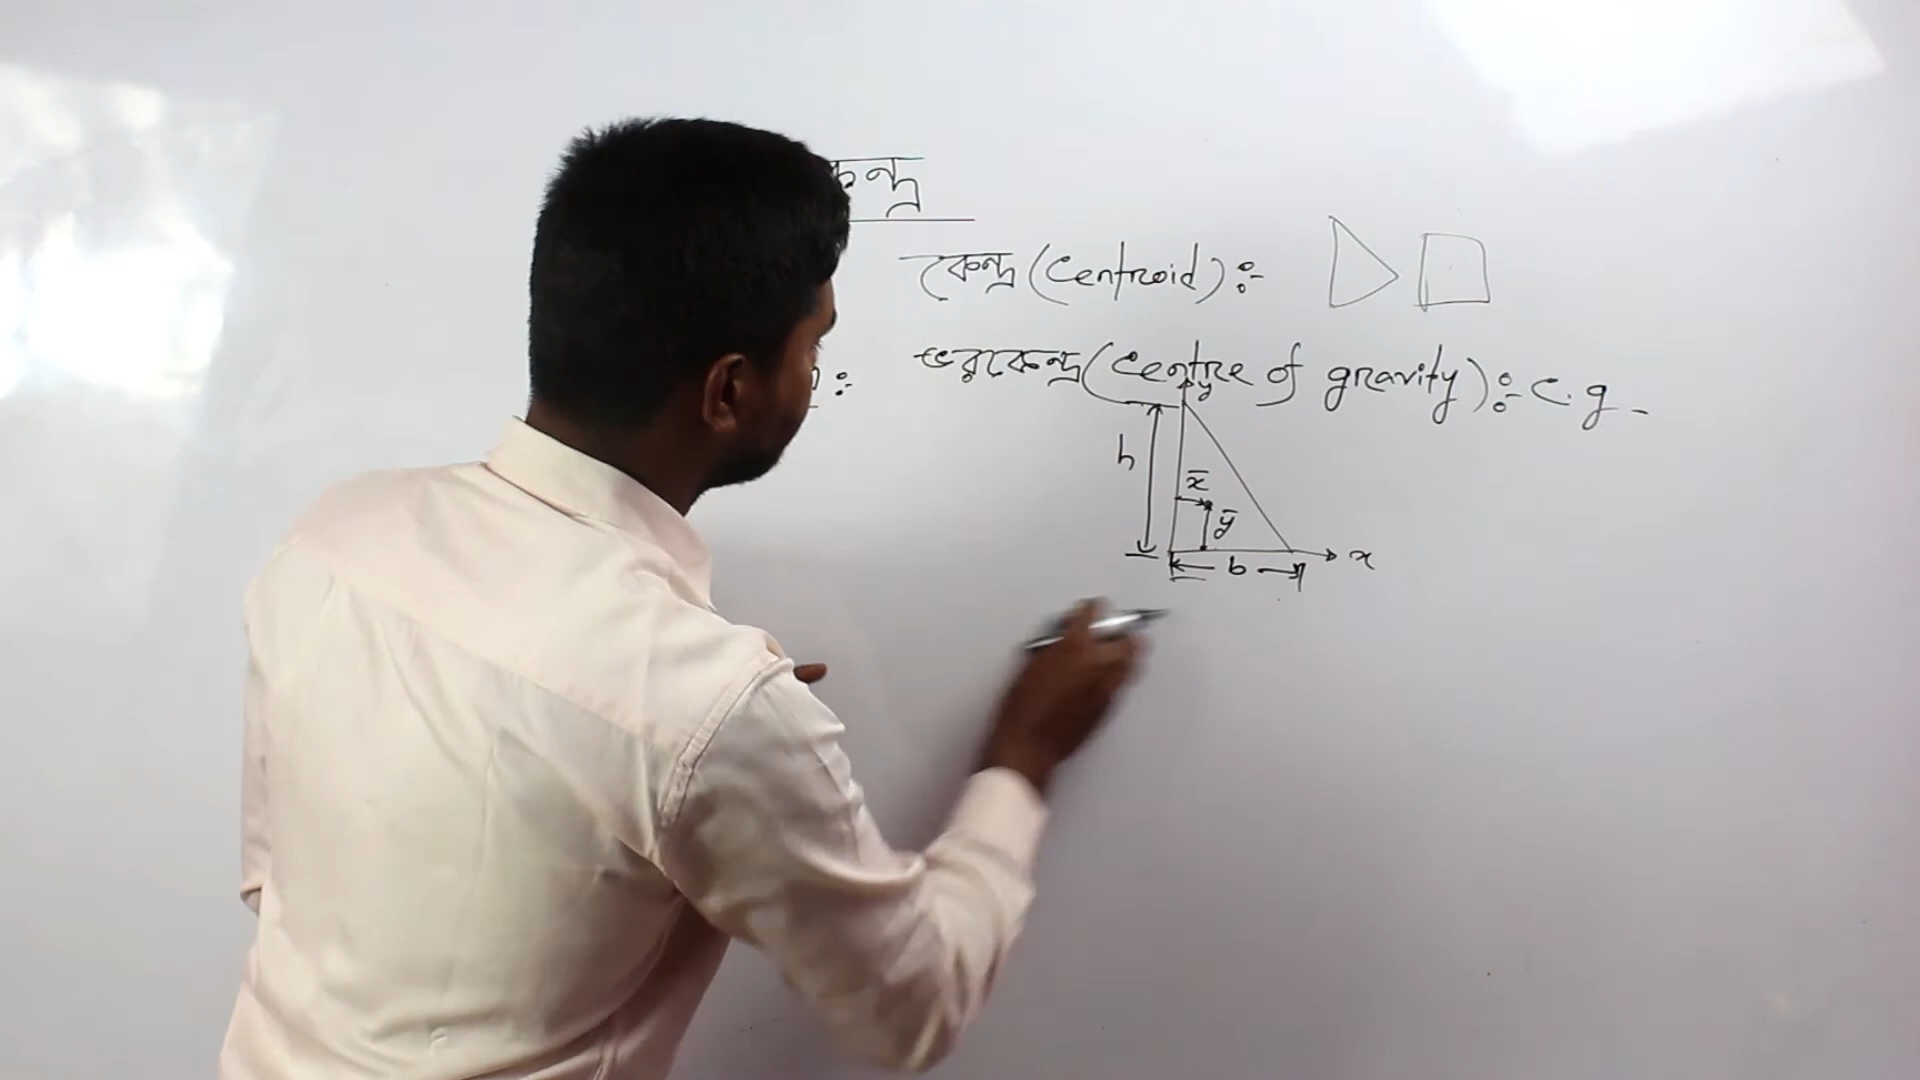 কেন্দ্র (Centroid):-
ভরকেন্দ্র (Centre of gravity):- c.g -
y
h
x̄
ȳ
b
x